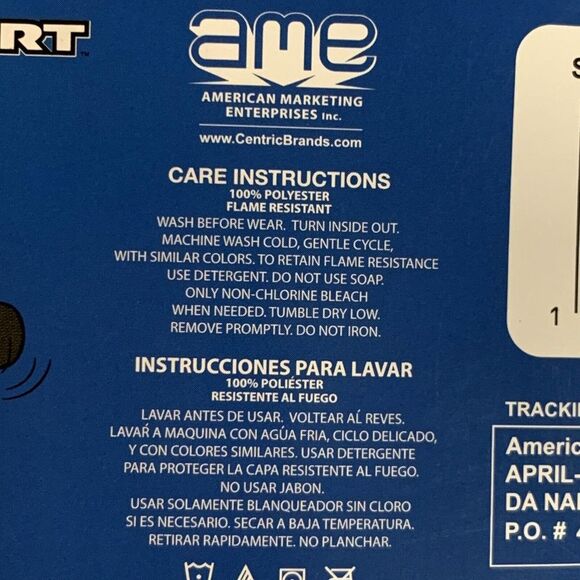 RT™
ame
AMERICAN MARKETING
ENTERPRISES Inc.
www.CentricBrands.com
CARE INSTRUCTIONS
100% POLYESTER
FLAME RESISTANT
WASH BEFORE WEAR. TURN INSIDE OUT.
MACHINE WASH COLD, GENTLE CYCLE,
WITH SIMILAR COLORS. TO RETAIN FLAME RESISTANCE
USE DETERGENT. DO NOT USE SOAP.
ONLY NON-CHLORINE BLEACH
WHEN NEEDED. TUMBLE DRY LOW.
REMOVE PROMPTLY. DO NOT IRON.
INSTRUCCIONES PARA LAVAR
100% POLIÉSTER
RESISTENTE AL FUEGO
LAVAR ANTES DE USAR. VOLTEAR AĹ REVES.
LAVAŔ A MAQUINA CON AGÚA FRIA, CICLO DELICADO,
Y CON COLORES SIMILARES. USAR DETERGENTE
PARA PROTEGER LA CAPA RESISTENTE AL FUEGO.
NO USAR JABON.
USAR SOLAMENTE BLANQUEADOR SIN CLORO
SI ES NECESARIO. SECAR A BAJA TEMPERATURA.
RETIRAR RAPIDAMENTE. NO PLANCHAR.
S
1
TRACKI
Americ
APRIL-
DA NA
P.O. # 4